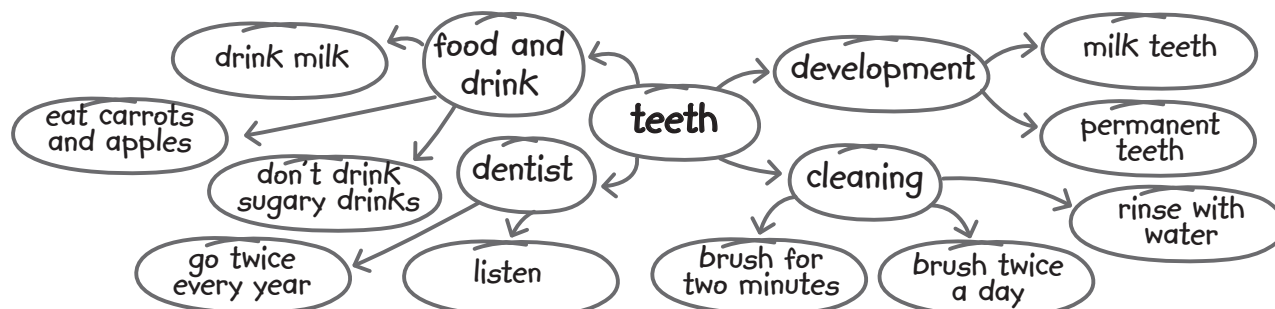 drink milk
food and
drink
development
milk teeth
teeth
eat carrots
and apples
permanent
teeth
don't drink
sugary drinks
dentist
cleaning
rinse with
water
go twice
every year
listen
brush for
two minutes
brush twice
a day